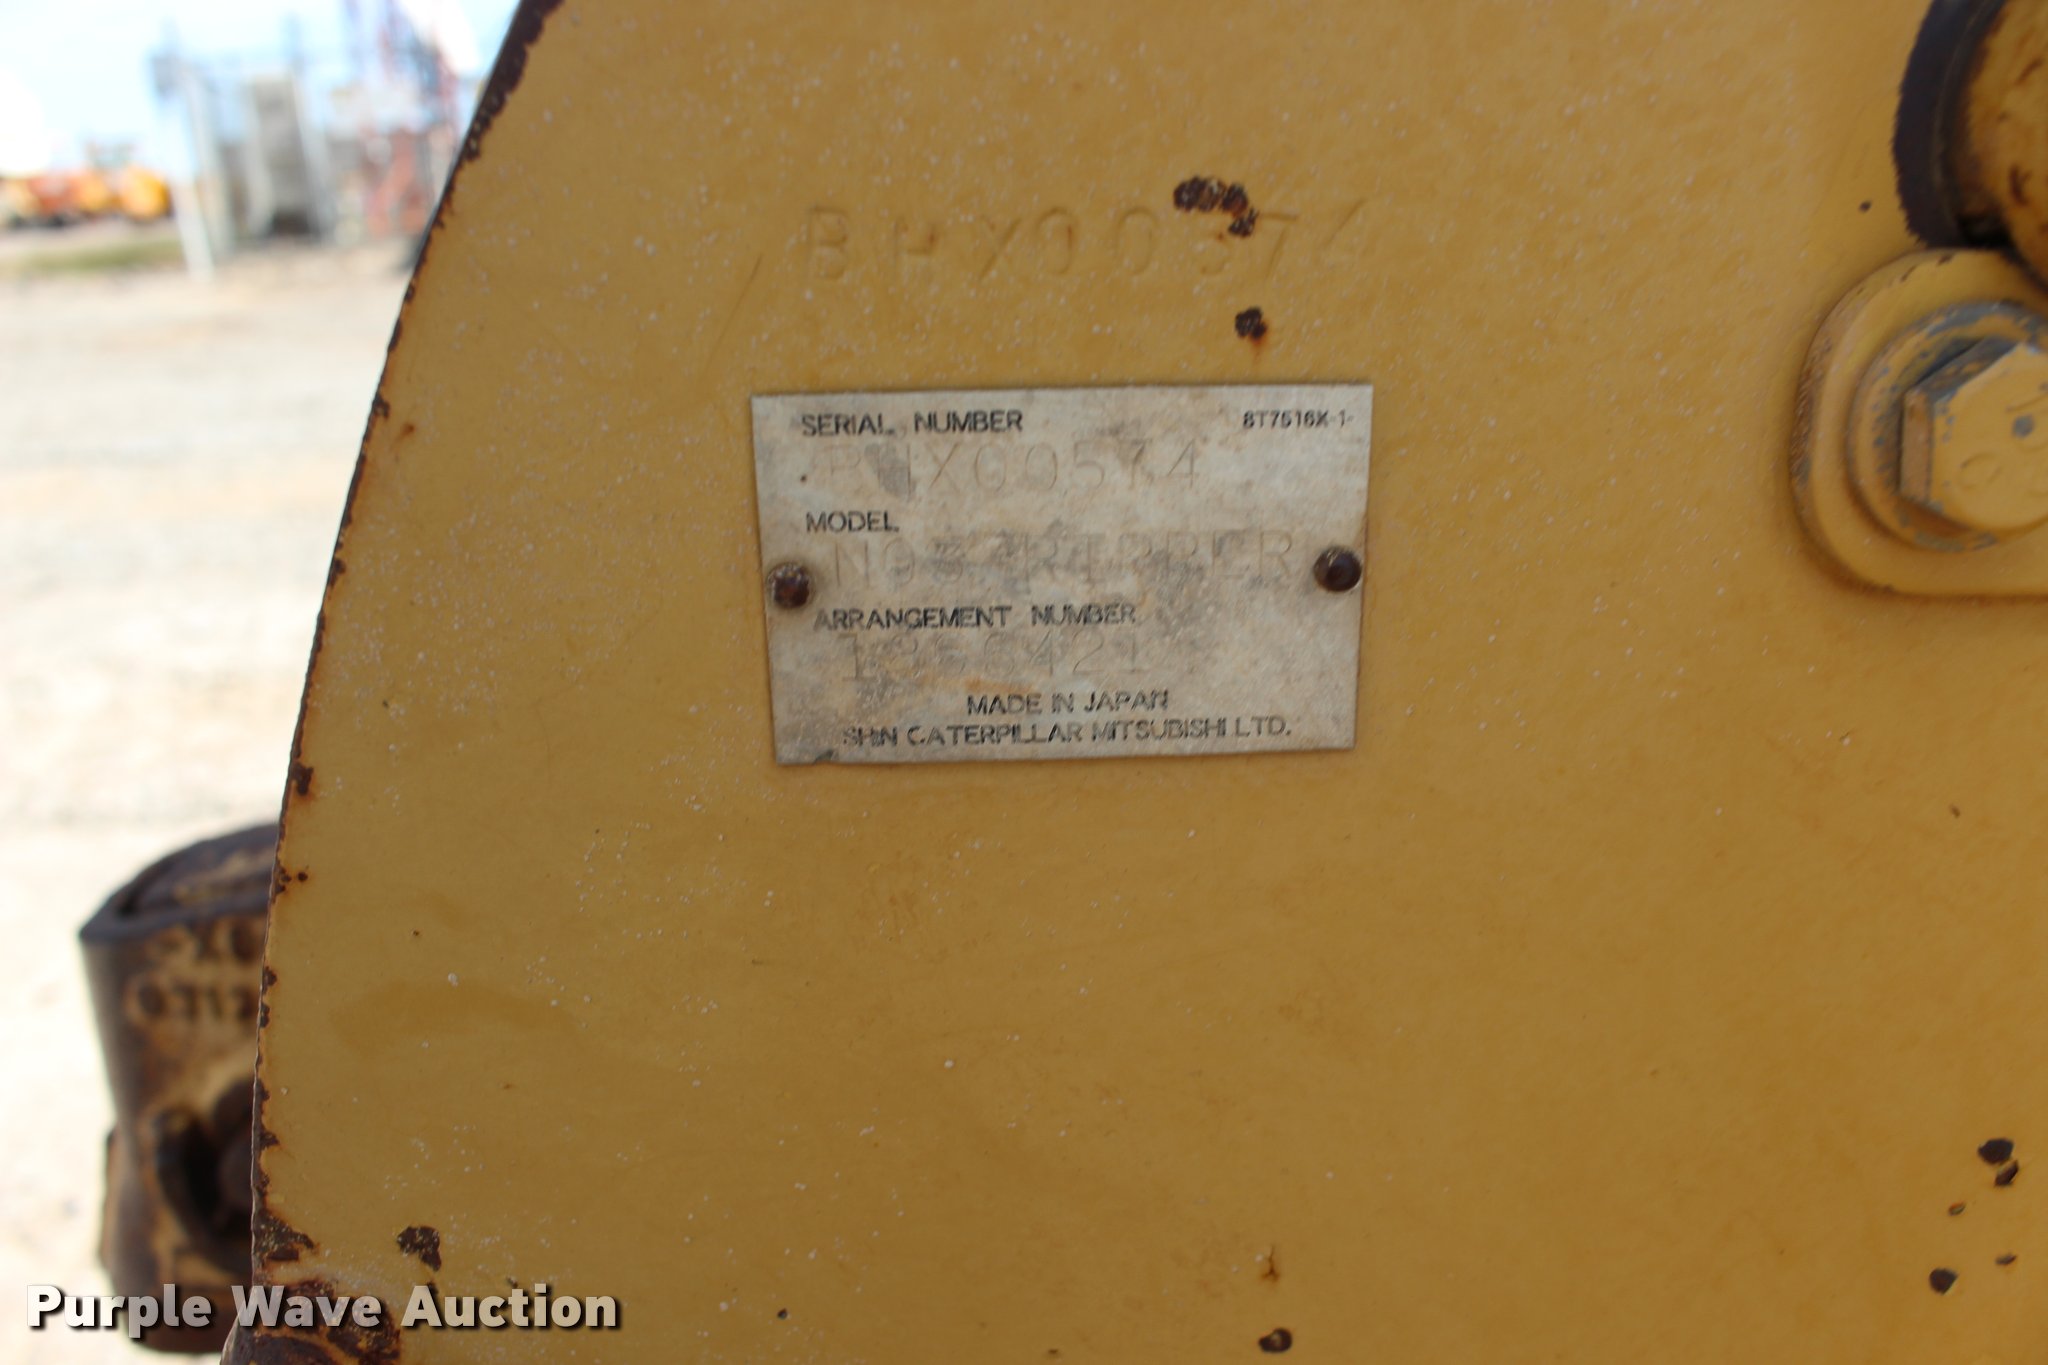 BHX00574
SERIAL NUMBER 8T7516X-1-
BHX00574
MODEL
RIPPER
ARRANGEMENT NUMBER
MADE IN JAPAN
SHIN CATERPILLAR MITSUBISHI LTD.
Purple Wave Auction